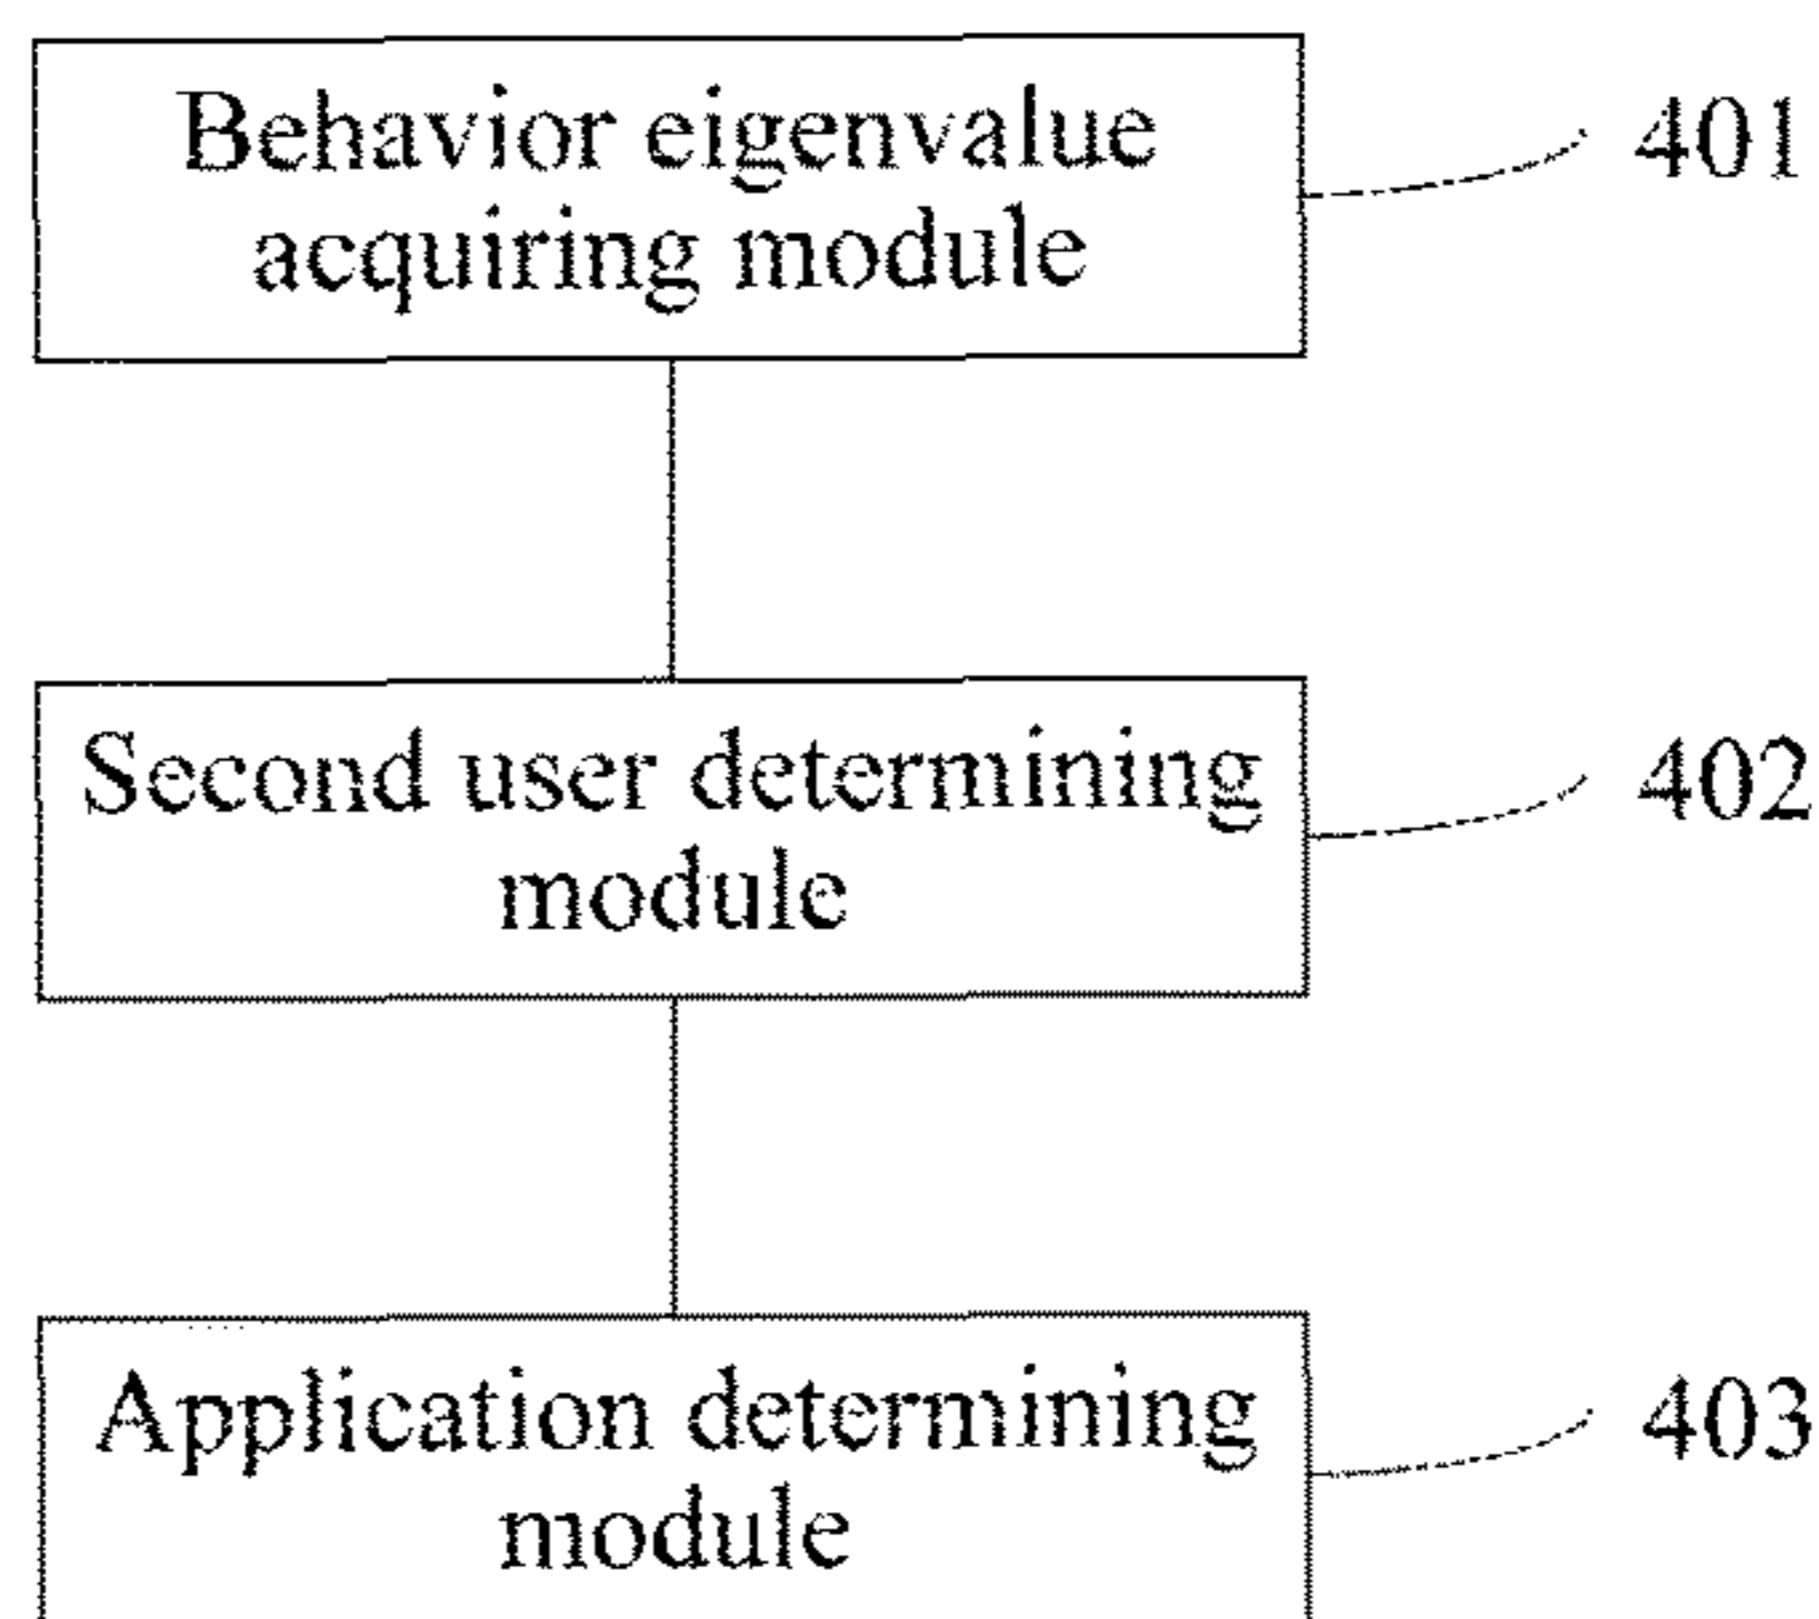 Behavior eigenvalue
acquiring module
401
Second user determining
module
402
Application determining
module
403